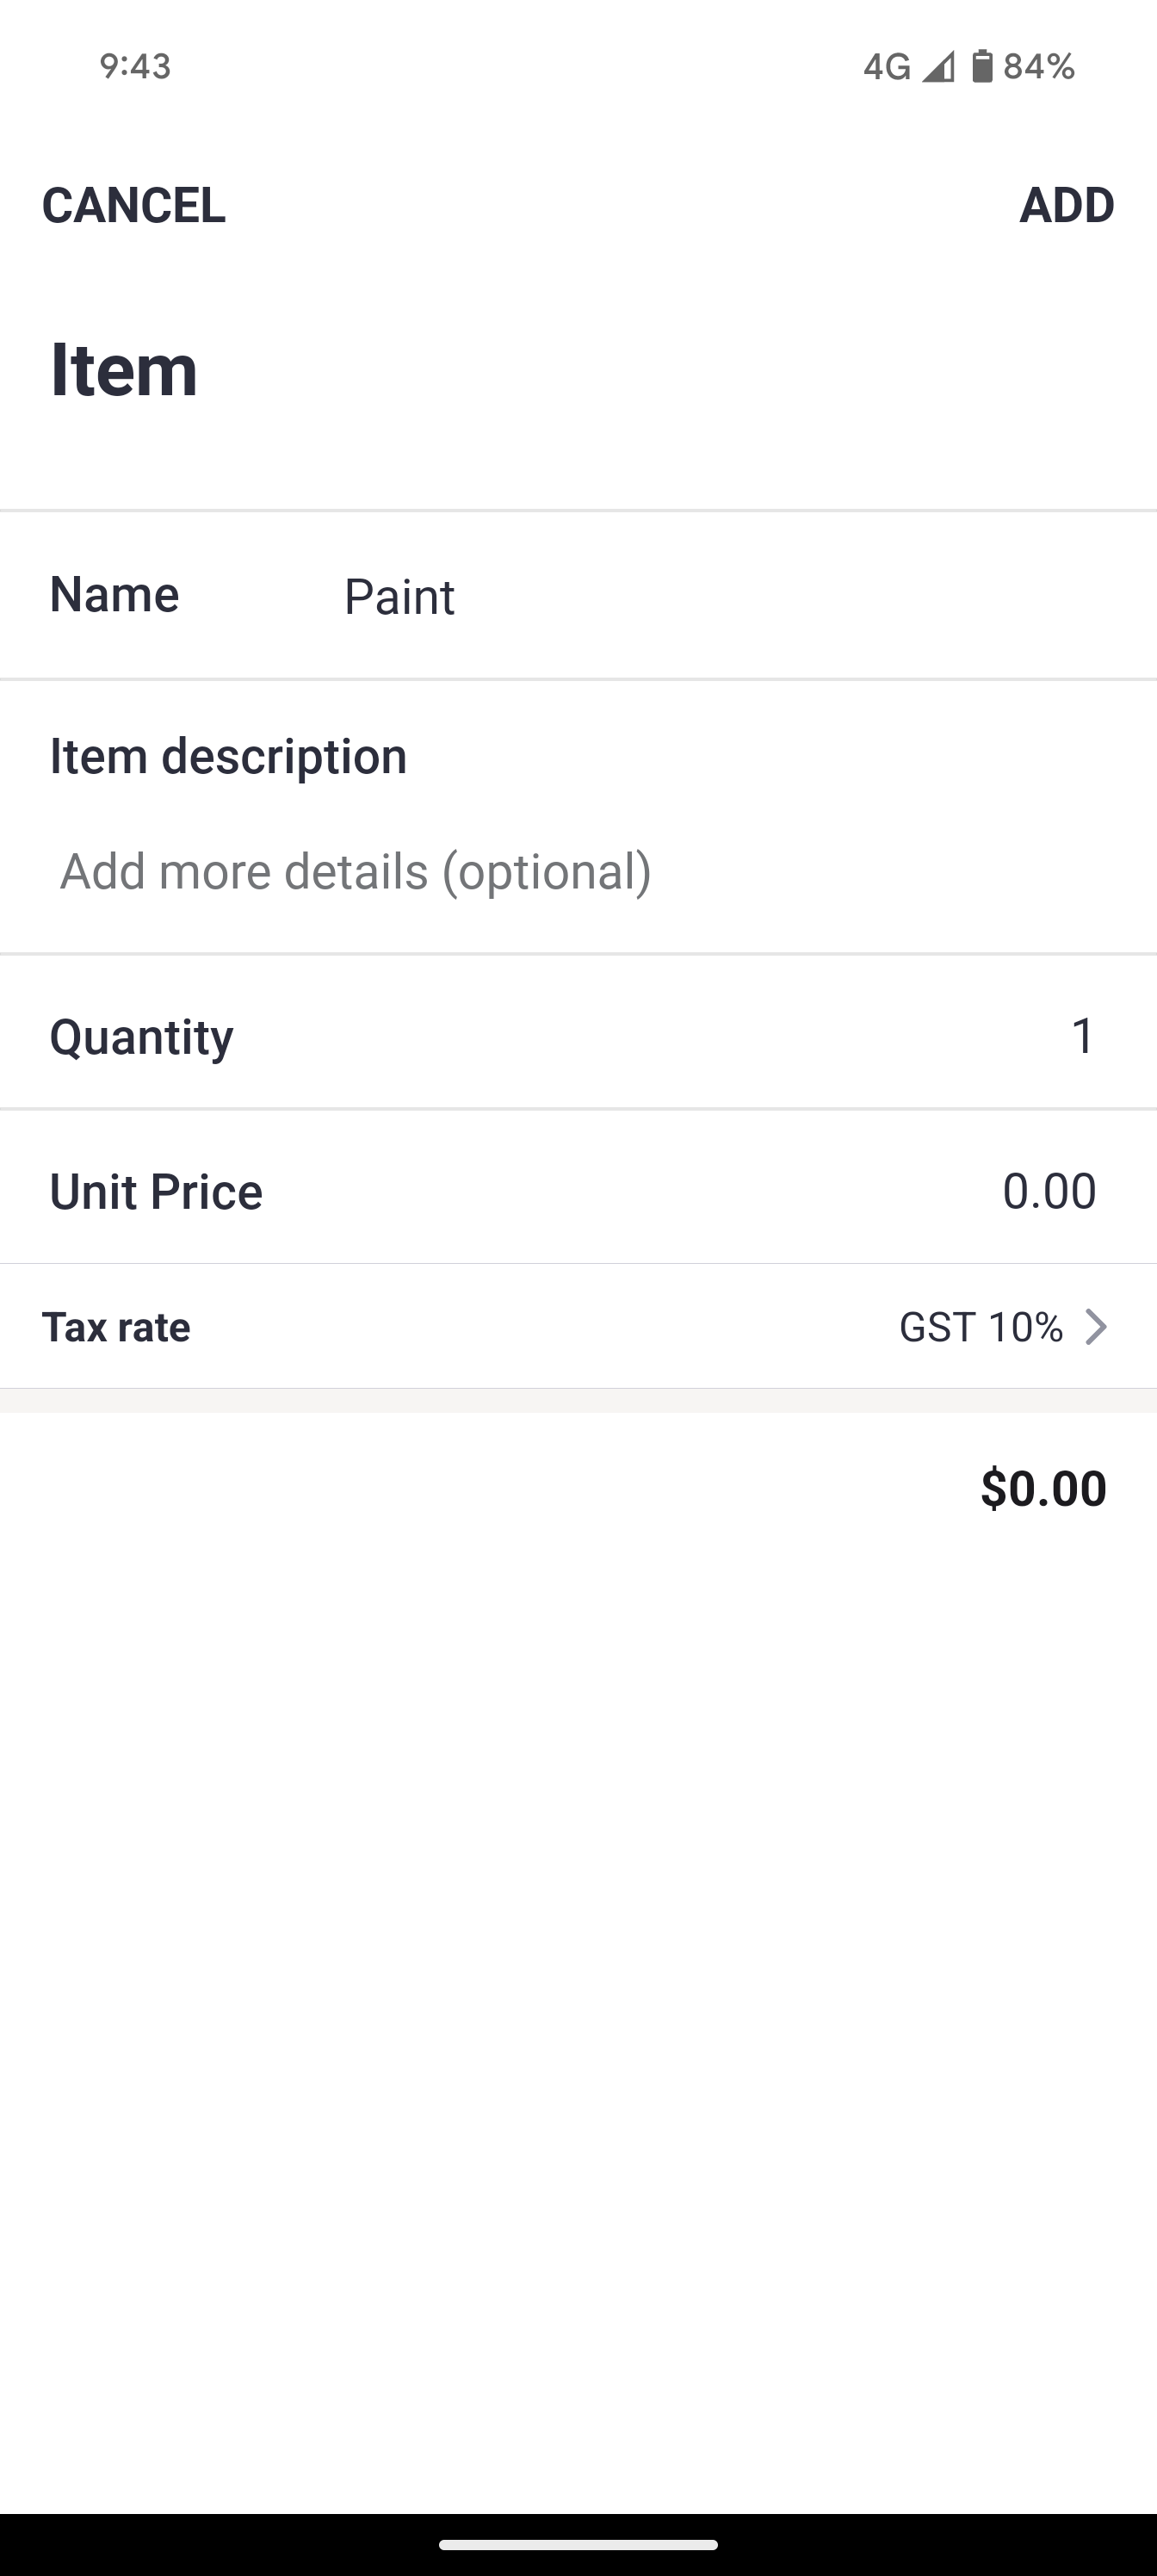 9:43 4G 84%
CANCEL ADD
Item
Name Paint
Item description
Add more details (optional)
Quantity 1
Unit Price 0.00
Tax rate GST 10%
$0.00